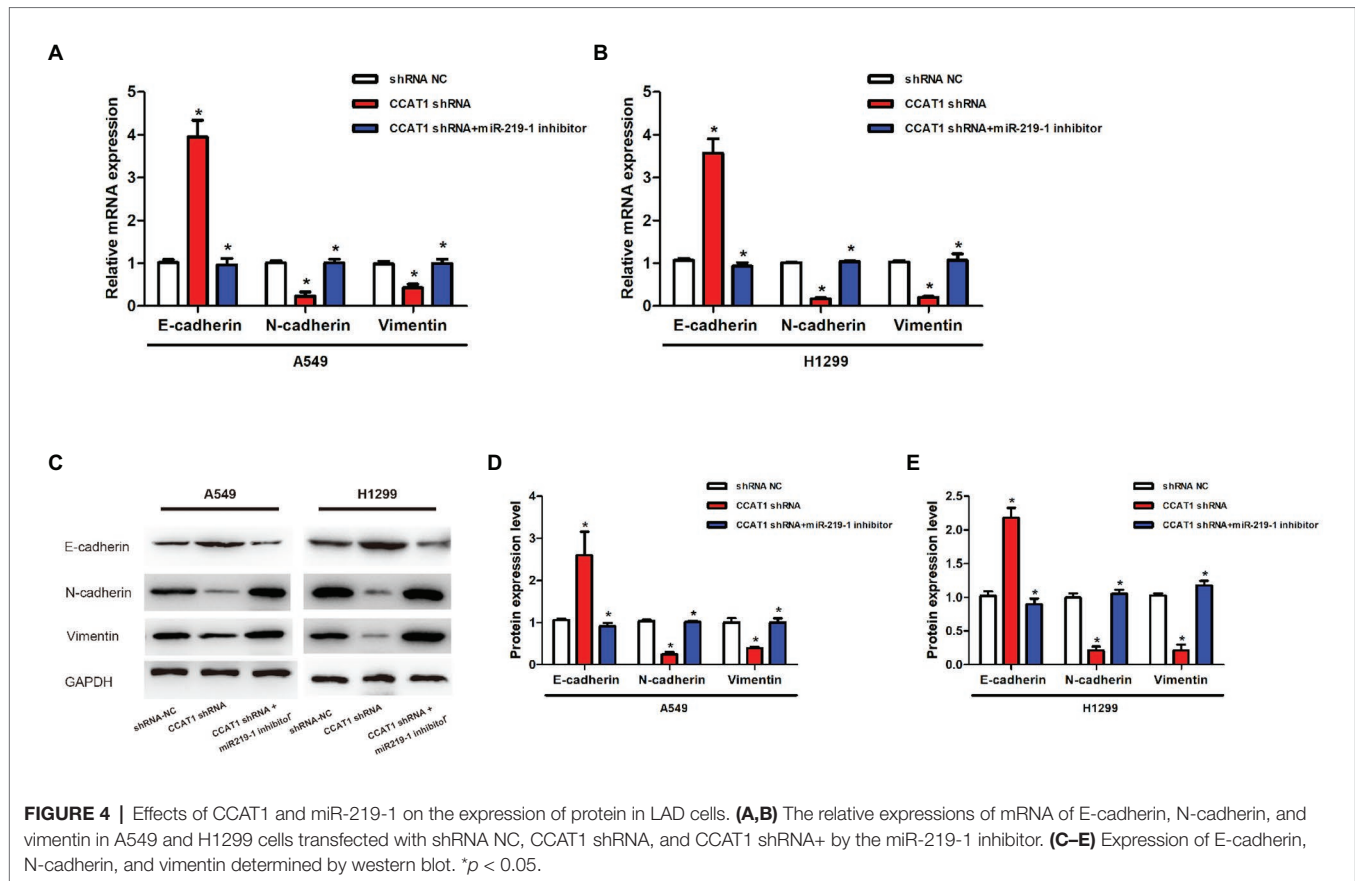 A
shRNA NC
CCAT1 shRNA
CCAT1 shRNA+miR-219-1 inhibitor
Relative mRNA expression
5
4
3
2
1
0
*
*
*
*
*
*
E-cadherin N-cadherin Vimentin
A549
B
shRNA NC
CCAT1 shRNA
CCAT1 shRNA+miR-219-1 inhibitor
Relative mRNA expression
5
4
3
2
1
0
*
*
*
*
*
*
E-cadherin N-cadherin Vimentin
H1299
C
A549 H1299
E-cadherin
N-cadherin
Vimentin
GAPDH
shRNA-NC
CCAT1 shRNA
CCAT1 shRNA +
miR219-1 inhibitor
shRNA-NC
CCAT1 shRNA
CCAT1 shRNA +
miR219-1 inhibitor
D
shRNA NC
CCAT1 shRNA
CCAT1 shRNA+miR-219-1 inhibitor
Protein expression level
4
3
2
1
0
*
*
*
*
*
*
E-cadherin N-cadherin Vimentin
A549
E
shRNA NC
CCAT1 shRNA
CCAT1 shRNA+miR-219-1 inhibitor
Protein expression level
2.5
2.0
1.5
1.0
0.5
0.0
*
*
*
*
*
*
E-cadherin N-cadherin Vimentin
H1299
FIGURE 4 | Effects of CCAT1 and miR-219-1 on the expression of protein in LAD cells. (A,B) The relative expressions of mRNA of E-cadherin, N-cadherin, and
vimentin in A549 and H1299 cells transfected with shRNA NC, CCAT1 shRNA, and CCAT1 shRNA+ by the miR-219-1 inhibitor. (C–E) Expression of E-cadherin,
N-cadherin, and vimentin determined by western blot. *p < 0.05.